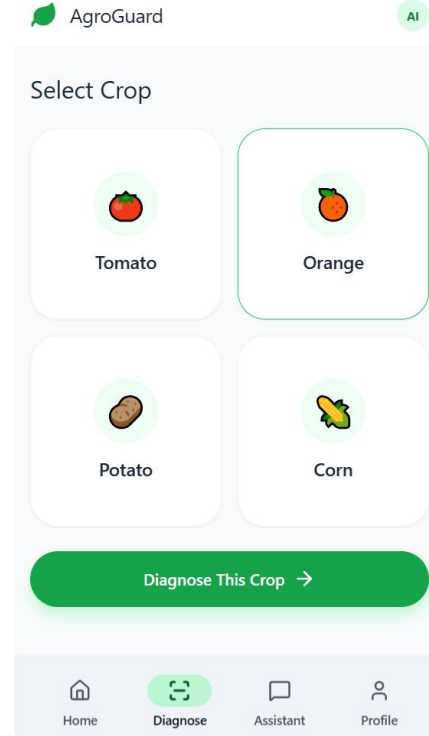 AgroGuard
AI
Select Crop
Tomato
Orange
Potato
Corn
Diagnose This Crop →
Home
Diagnose
Assistant
Profile